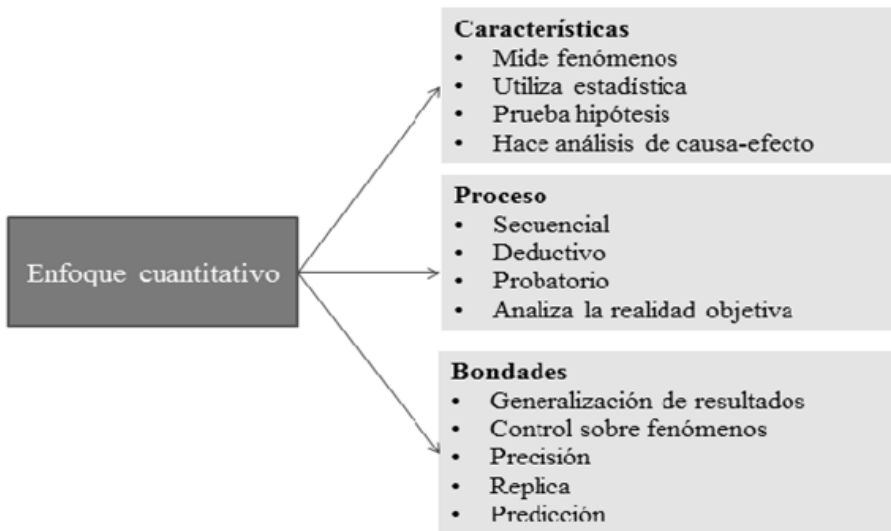 Características
• Mide fenómenos
• Utiliza estadística
• Prueba hipótesis
• Hace análisis de causa-efecto
Enfoque cuantitativo
Proceso
• Secuencial
• Deductivo
• Probatorio
• Analiza la realidad objetiva
Bondades
• Generalización de resultados
• Control sobre fenómenos
• Precisión
• Replica
• Predicción